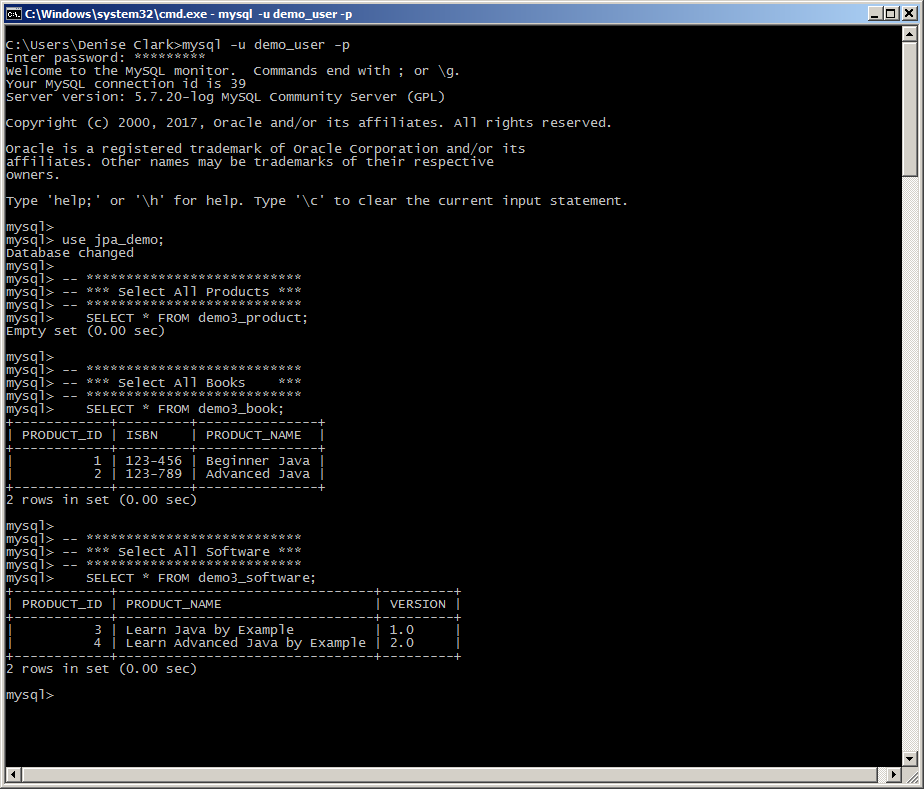 C:\Windows\system32\cmd.exe - mysql -u demo_user -p
C:\Users\Denise Clark>mysql -u demo_user -p
Enter password: *********
Welcome to the MySQL monitor.  Commands end with ; or \g.
Your MySQL connection id is 39
Server version: 5.7.20-log MySQL Community Server (GPL)

Copyright (c) 2000, 2017, Oracle and/or its affiliates. All rights reserved.

Oracle is a registered trademark of Oracle Corporation and/or its
affiliates. Other names may be trademarks of their respective
owners.

Type 'help;' or '\h' for help. Type '\c' to clear the current input statement.

mysql>
mysql> use jpa_demo;
Database changed
mysql>
mysql> -- ***************************
mysql> -- *** Select All Products ***
mysql> -- ***************************
mysql>    SELECT * FROM demo3_product;
Empty set (0.00 sec)

mysql>
mysql> -- ***************************
mysql> -- *** Select All Books    ***
mysql> -- ***************************
mysql>    SELECT * FROM demo3_book;
+------------+---------+---------------+
| PRODUCT_ID | ISBN    | PRODUCT_NAME  |
+------------+---------+---------------+
|          1 | 123-456 | Beginner Java |
|          2 | 123-789 | Advanced Java |
+------------+---------+---------------+
2 rows in set (0.00 sec)

mysql>
mysql> -- ***************************
mysql> -- *** Select All Software ***
mysql> -- ***************************
mysql>    SELECT * FROM demo3_software;
+------------+--------------------------------+---------+
| PRODUCT_ID | PRODUCT_NAME                   | VERSION |
+------------+--------------------------------+---------+
|          3 | Learn Java by Example          | 1.0     |
|          4 | Learn Advanced Java by Example | 2.0     |
+------------+--------------------------------+---------+
2 rows in set (0.00 sec)

mysql>